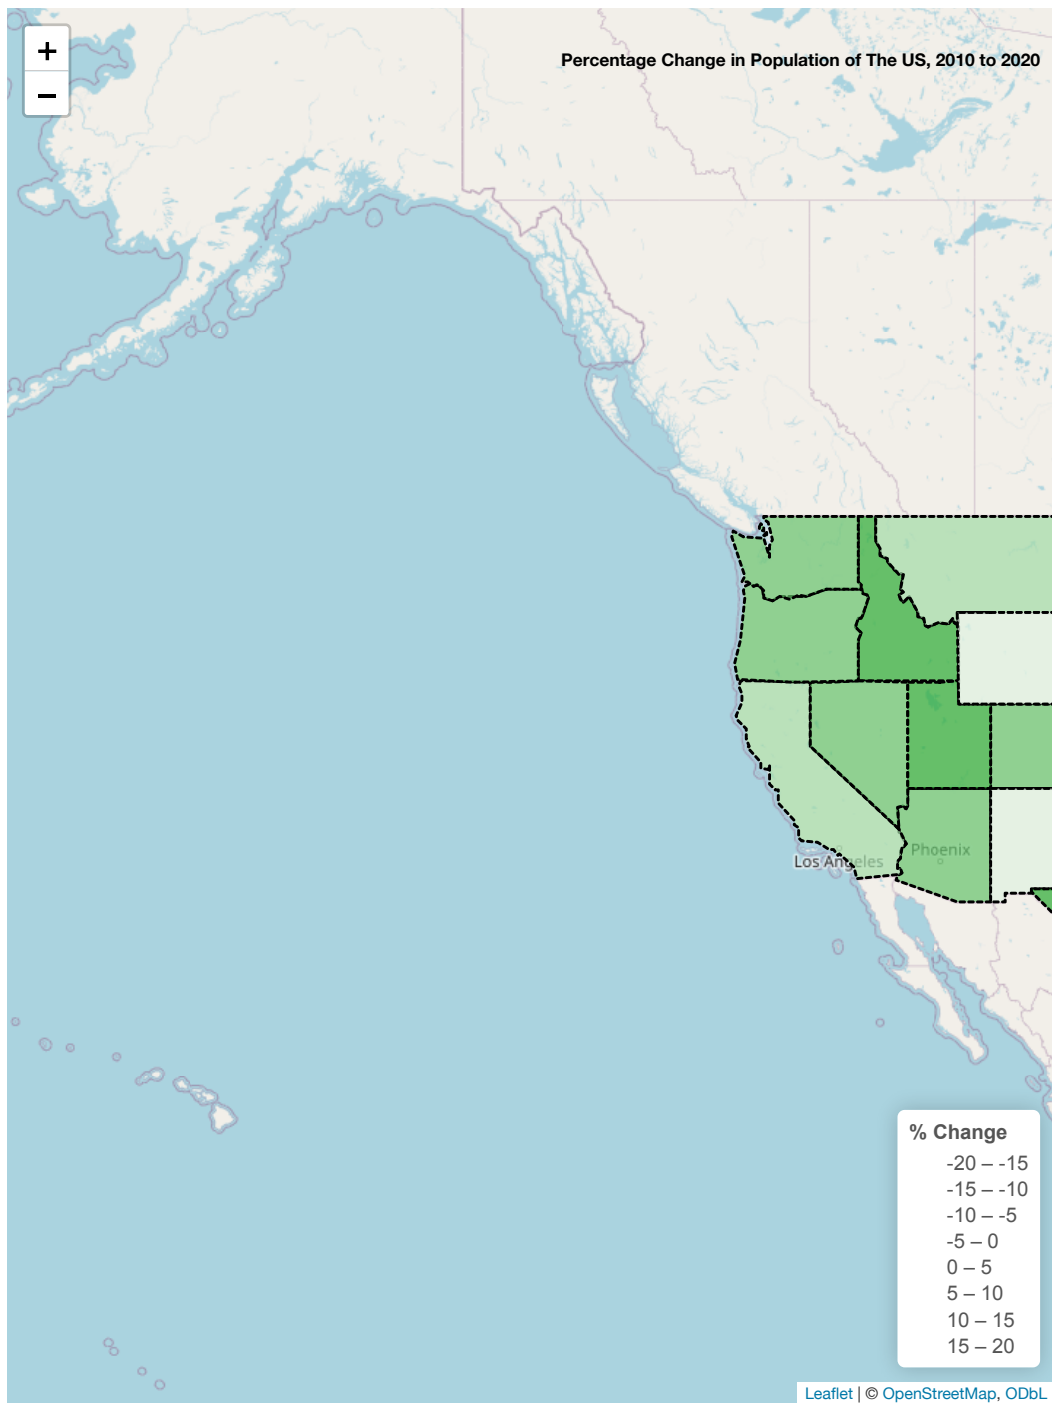 +
−
Percentage Change in Population of The US, 2010 to 2020
Phoenix
Los Angeles
% Change
-20 – -15
-15 – -10
-10 – -5
-5 – 0
0 – 5
5 – 10
10 – 15
15 – 20
Leaflet | © OpenStreetMap, ODbL